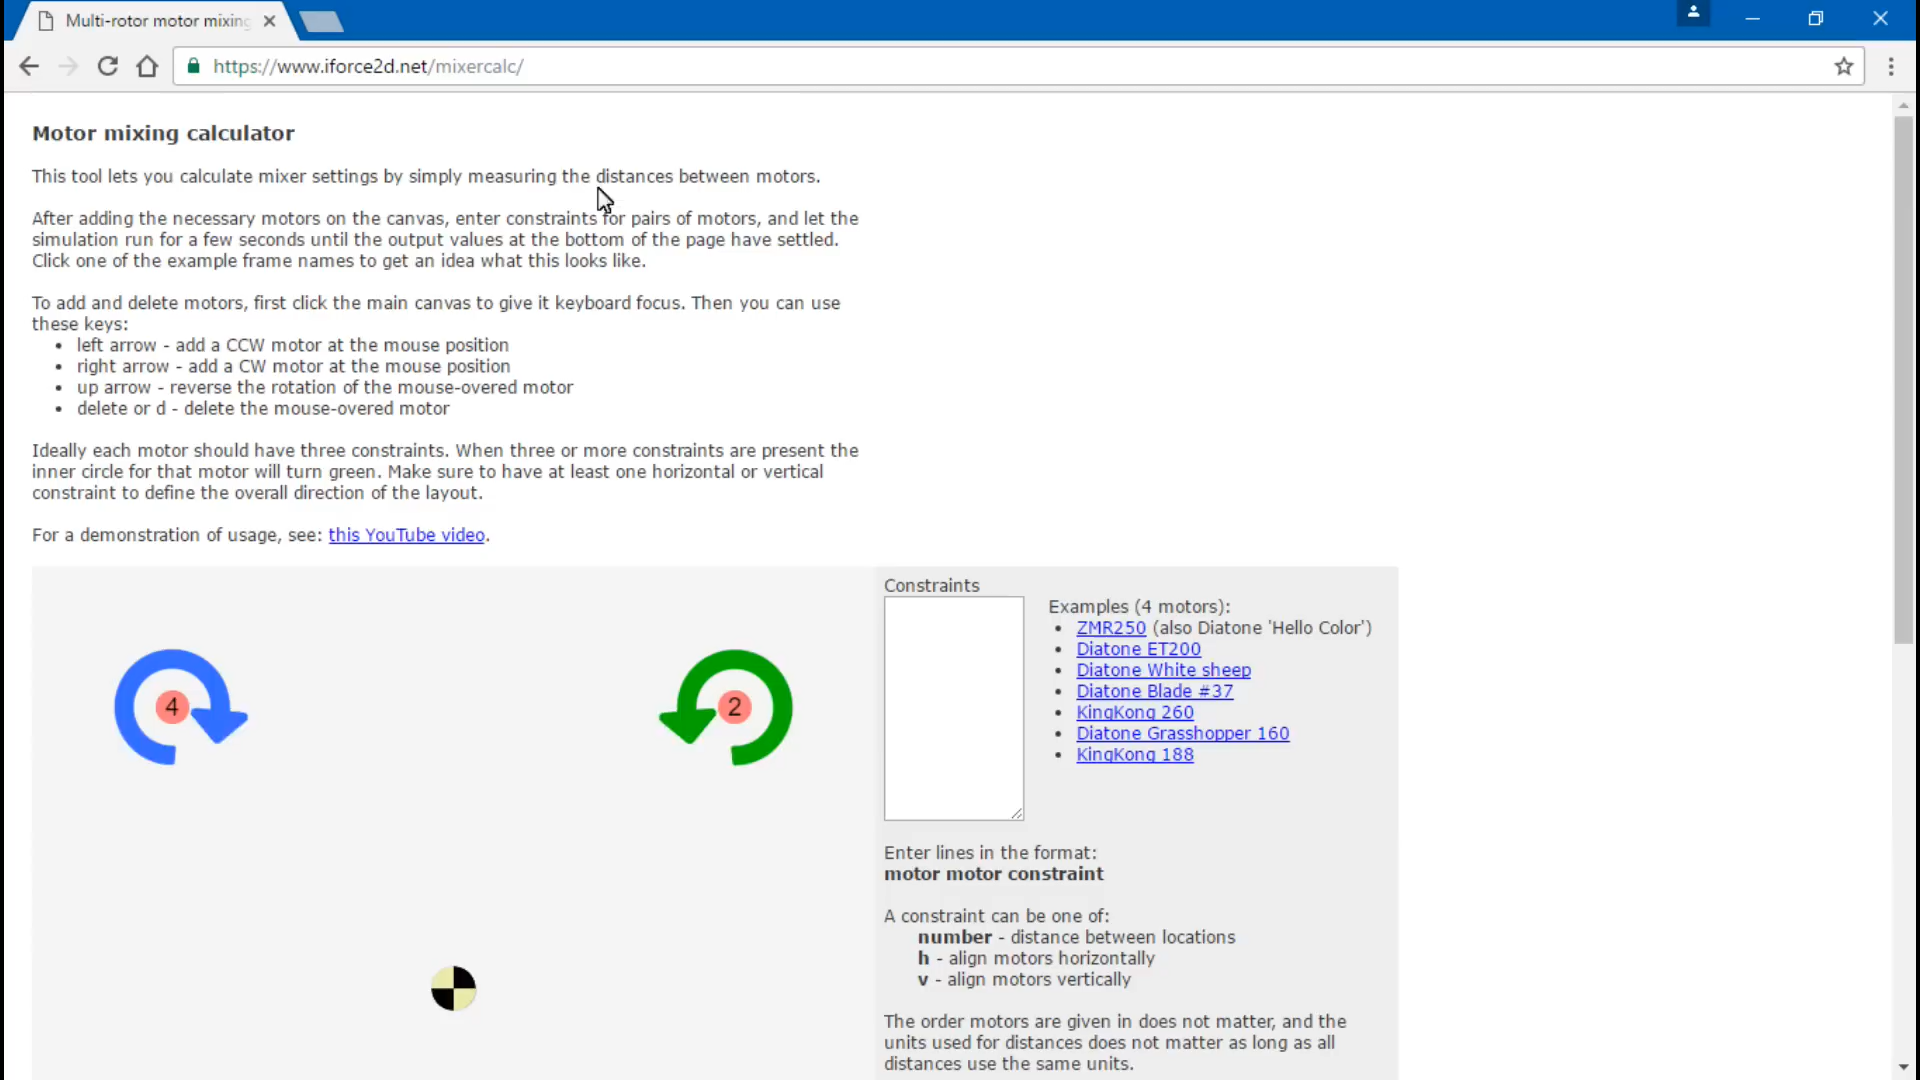 Multi-rotor motor mixing
https://www.iforce2d.net/mixercalc/
Motor mixing calculator
This tool lets you calculate mixer settings by simply measuring the distances between motors.
After adding the necessary motors on the canvas, enter constraints for pairs of motors, and let the
simulation run for a few seconds until the output values at the bottom of the page have settled.
Click one of the example frame names to get an idea what this looks like.
To add and delete motors, first click the main canvas to give it keyboard focus. Then you can use
these keys:
• left arrow - add a CCW motor at the mouse position
• right arrow - add a CW motor at the mouse position
• up arrow - reverse the rotation of the mouse-overed motor
• delete or d - delete the mouse-overed motor
Ideally each motor should have three constraints. When three or more constraints are present the
inner circle for that motor will turn green. Make sure to have at least one horizontal or vertical
constraint to define the overall direction of the layout.
For a demonstration of usage, see: this YouTube video.
4
2
Constraints
Examples (4 motors):
• ZMR250 (also Diatone 'Hello Color')
• Diatone ET200
• Diatone White sheep
• Diatone Blade #37
• KingKong 260
• Diatone Grasshopper 160
• KingKong 188
Enter lines in the format:
motor motor constraint
A constraint can be one of:
number - distance between locations
h - align motors horizontally
v - align motors vertically
The order motors are given in does not matter, and the
units used for distances does not matter as long as all
distances use the same units.